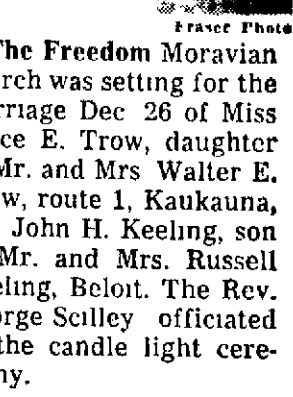 Fraser Photo
The Freedom Moravian
rch was setting for the
rriage Dec 26 of Miss
ce E. Trow, daughter
Mr. and Mrs Walter E.
w, route 1, Kaukauna,
John H. Keeling, son
Mr. and Mrs. Russell
eling, Beloit. The Rev.
orge Scilley officiated
the candle light cere-
ny.